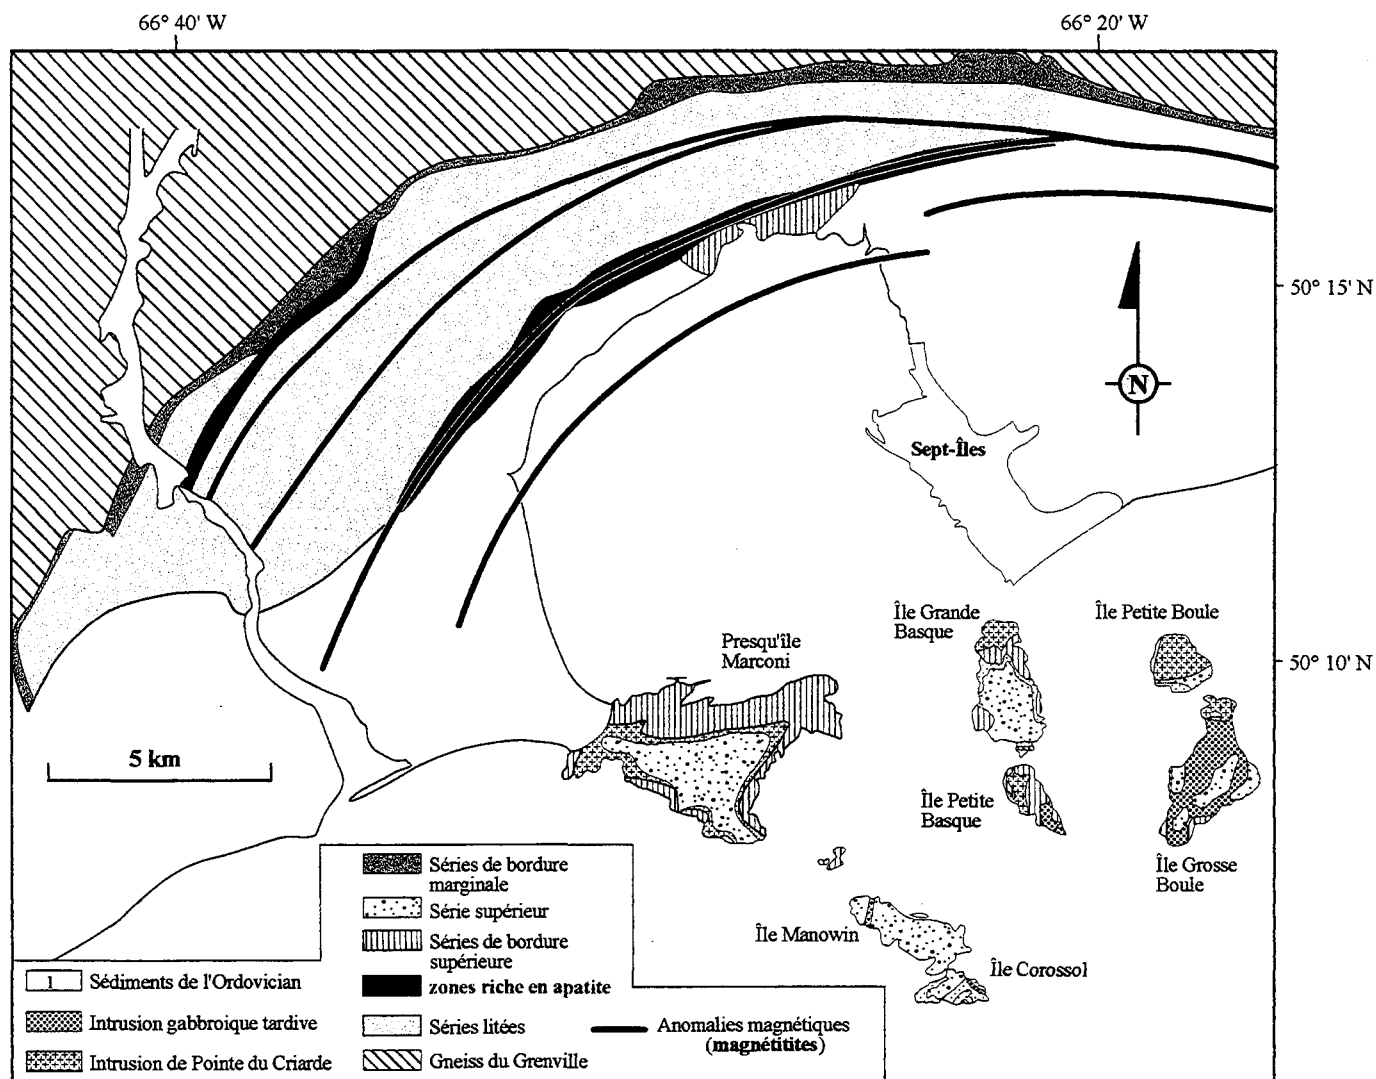 66° 40' W
66° 20' W
50° 15' N
N
Sept-Îles
Île Grande
Basque
Île Petite Boule
Presqu'île
Marconi
50° 10' N
5 km
Île Petite
Basque
Île Grosse
Boule
Île Manowin
Île Corossol
Séries de bordure
marginale
Série supérieur
Séries de bordure
supérieure
1 Sédiments de l'Ordovician
zones riche en apatite
Intrusion gabbroique tardive
Séries litées
Anomalies magnétiques
(magnétitites)
Intrusion de Pointe du Criarde
Gneiss du Grenville